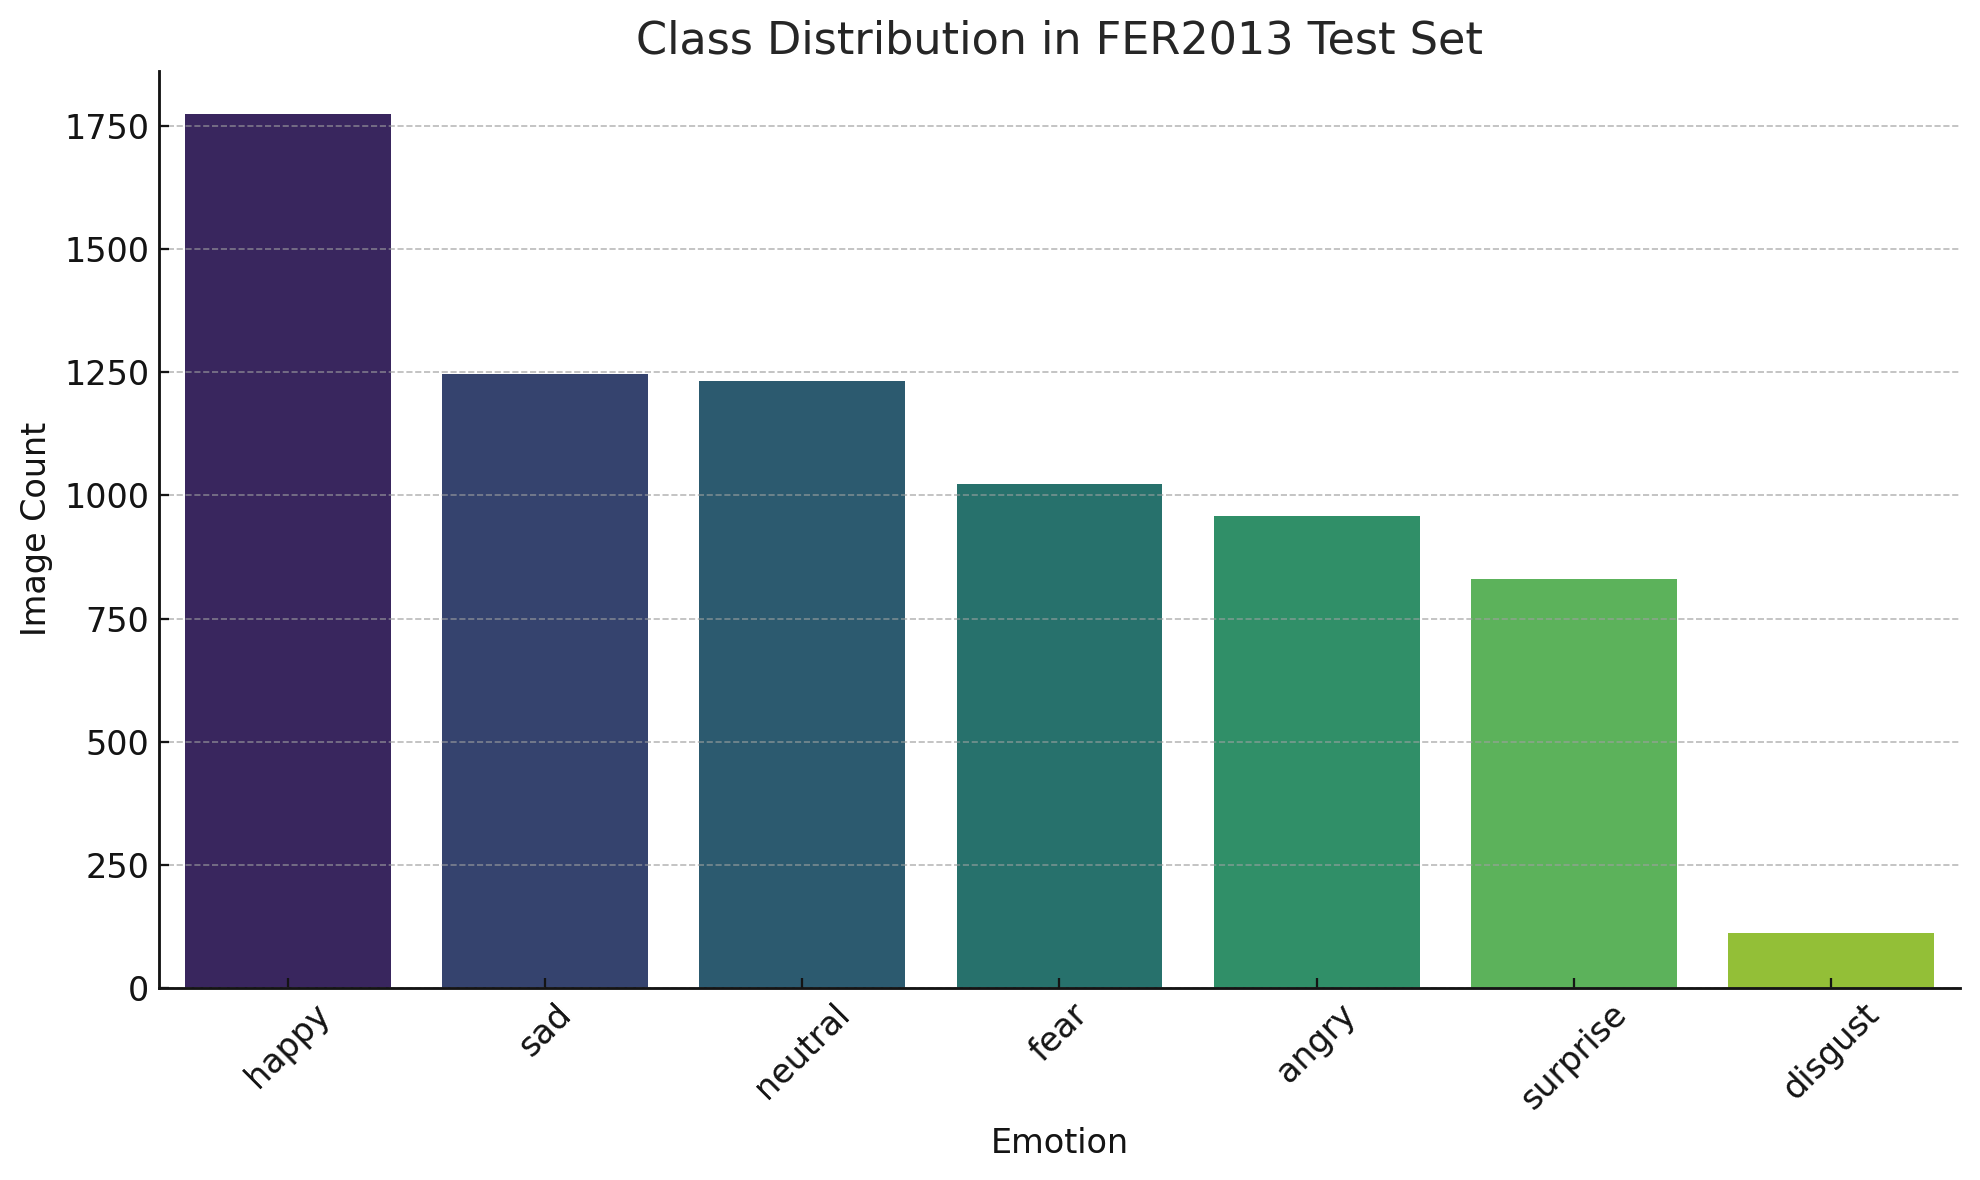 Class Distribution in FER2013 Test Set
Image Count
1750
1500
1250
1000
750
500
250
0
happy
sad
neutral
fear
angry
surprise
disgust
Emotion